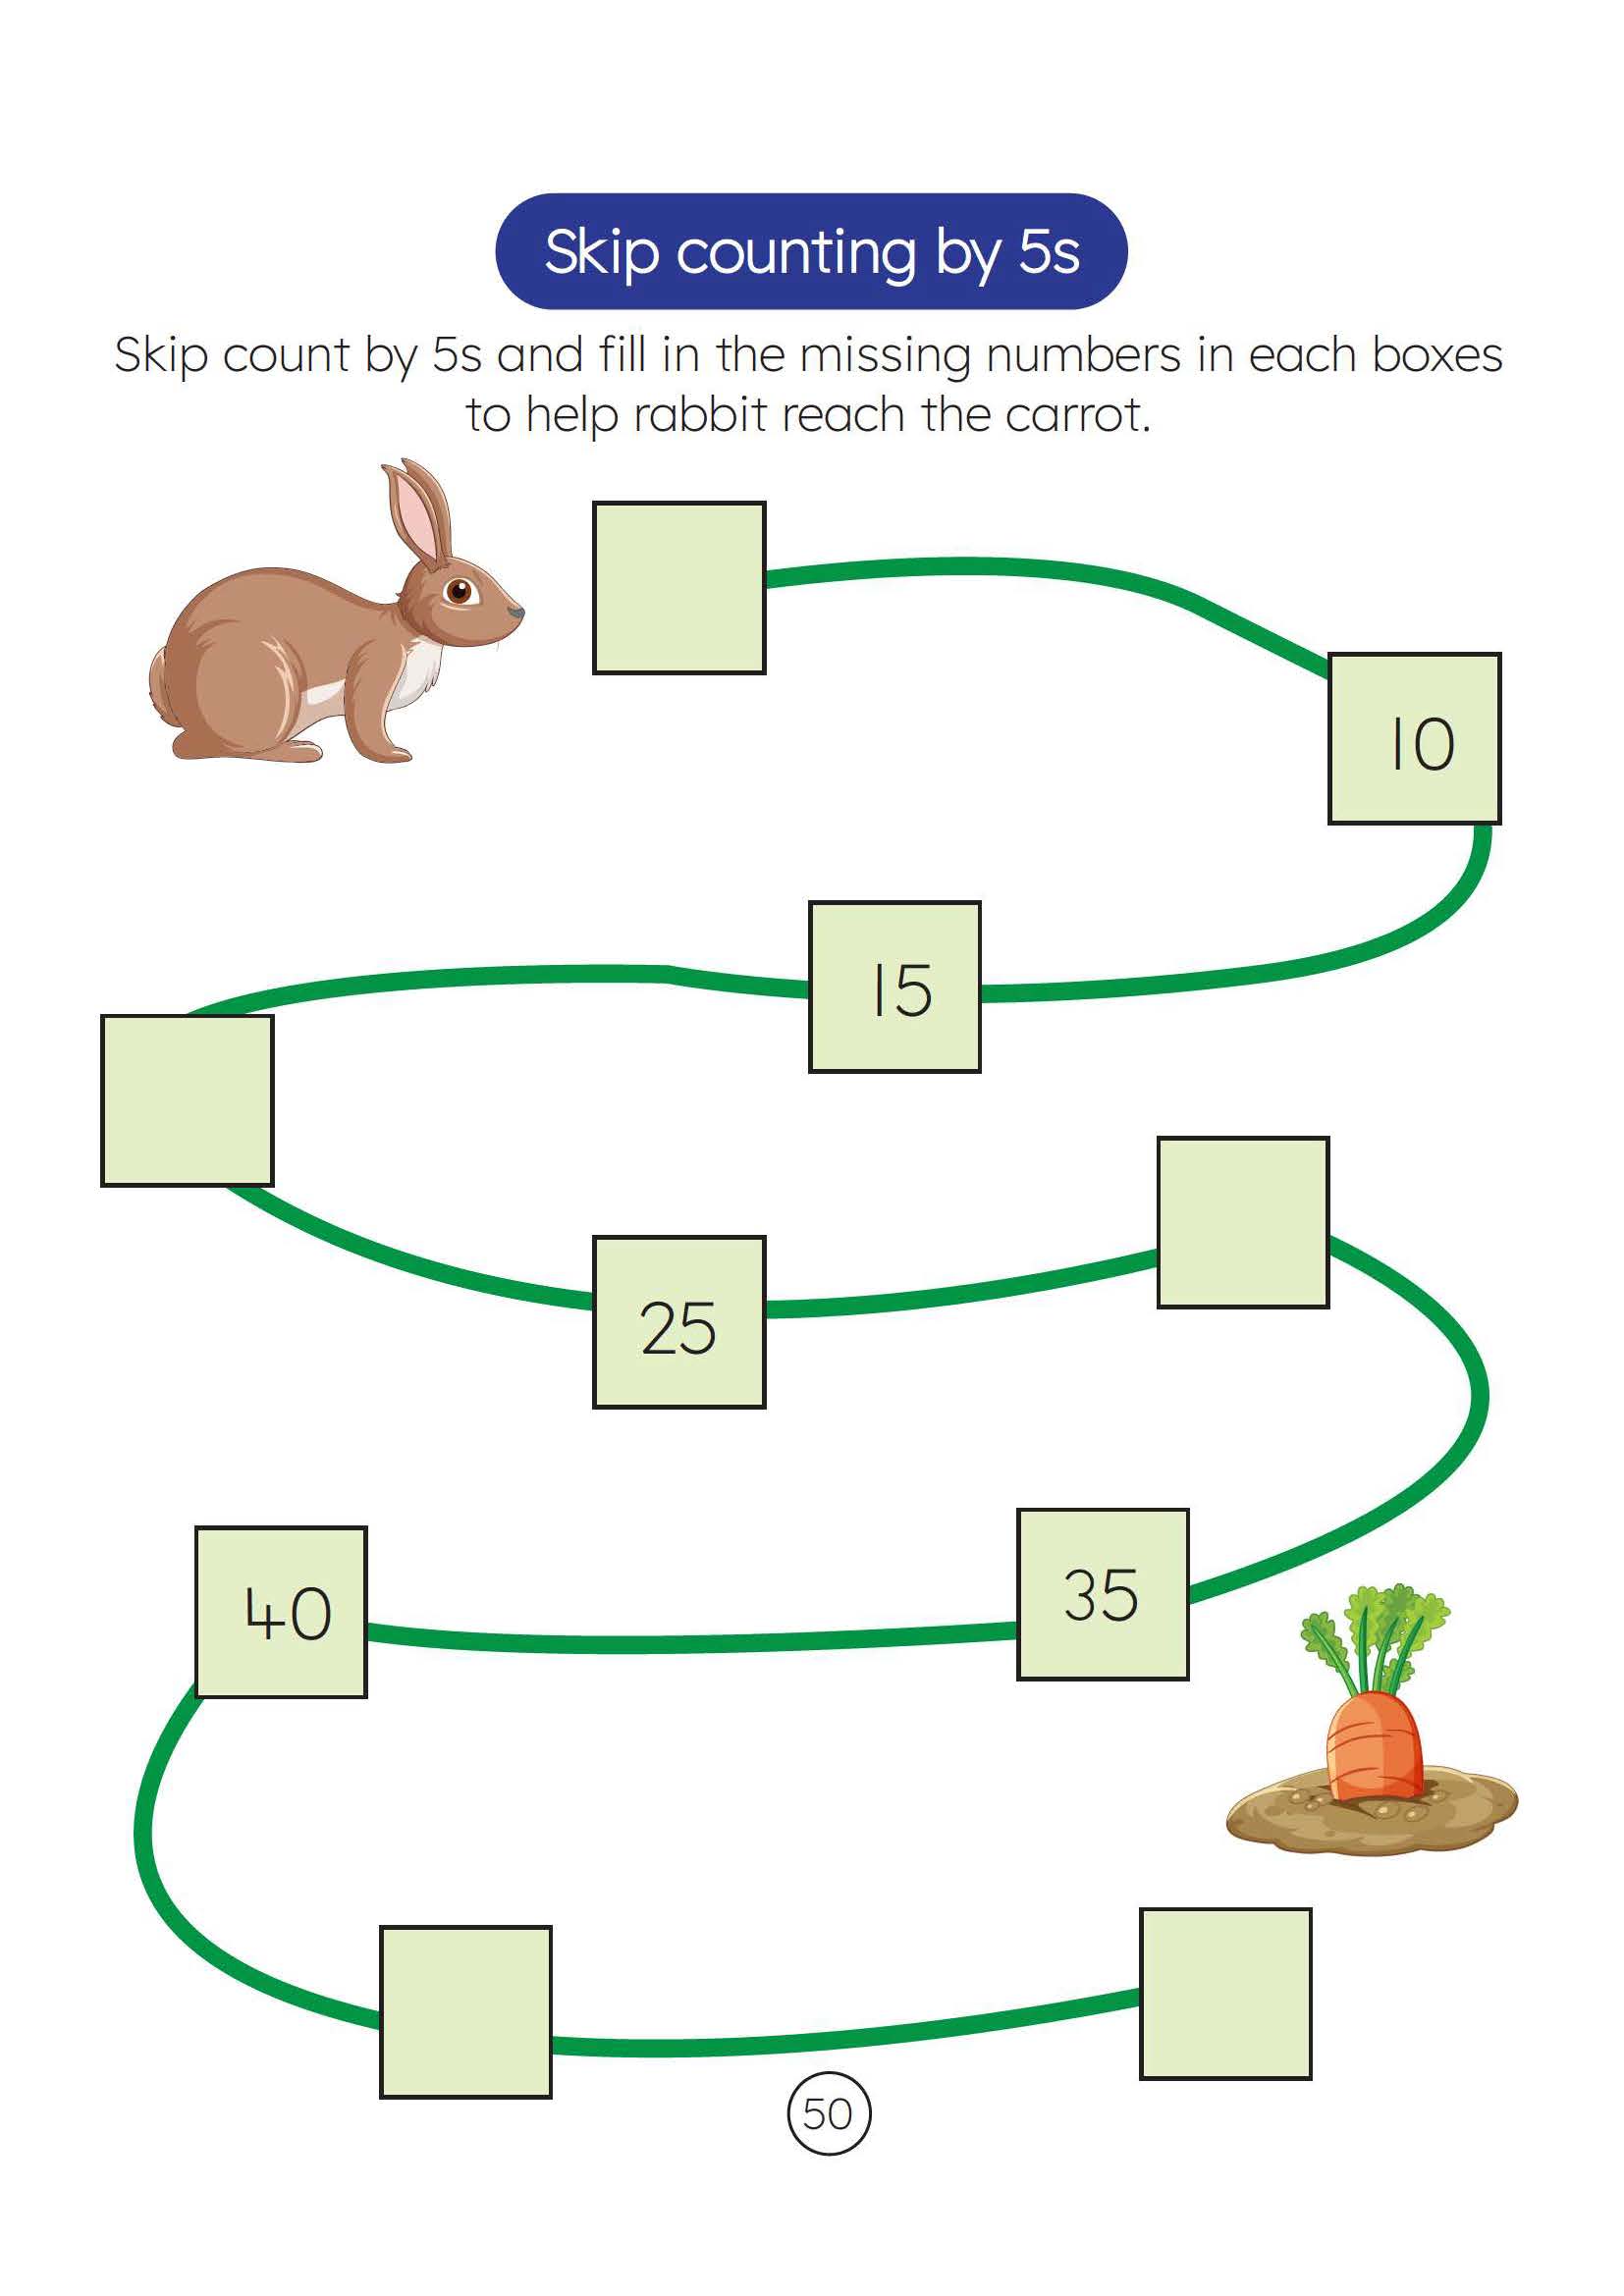 Skip counting by 5s
Skip count by 5s and fill in the missing numbers in each boxes
to help rabbit reach the carrot.
10
15
25
35
40
50